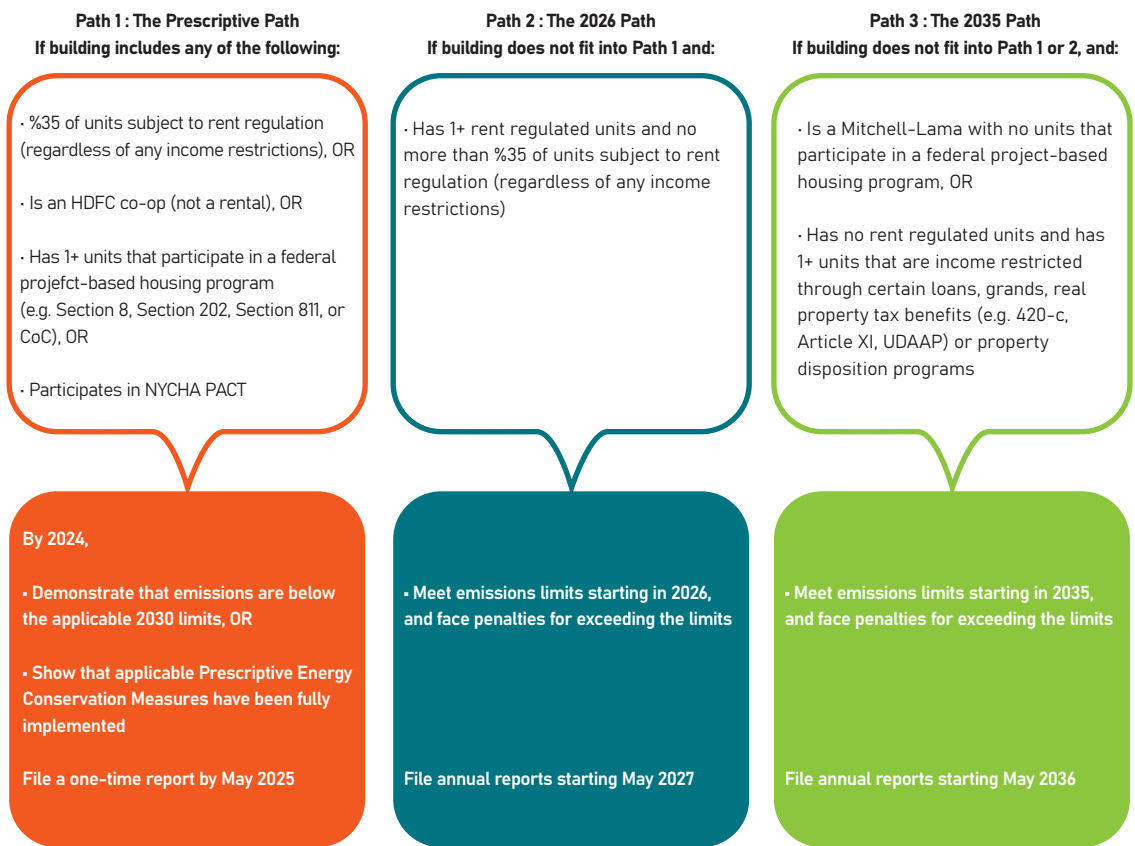 Path 1 : The Prescriptive Path
If building includes any of the following:
· %35 of units subject to rent regulation
(regardless of any income restrictions), OR
· Is an HDFC co-op (not a rental), OR
· Has 1+ units that participate in a federal
projefct-based housing program
(e.g. Section 8, Section 202, Section 811, or
CoC), OR
· Participates in NYCHA PACT
By 2024,
▪ Demonstrate that emissions are below
the applicable 2030 limits, OR
▪ Show that applicable Prescriptive Energy
Conservation Measures have been fully
implemented
File a one-time report by May 2025
Path 2 : The 2026 Path
If building does not fit into Path 1 and:
· Has 1+ rent regulated units and no
more than %35 of units subject to rent
regulation (regardless of any income
restrictions)
▪ Meet emissions limits starting in 2026,
and face penalties for exceeding the limits
File annual reports starting May 2027
Path 3 : The 2035 Path
If building does not fit into Path 1 or 2, and:
· Is a Mitchell-Lama with no units that
participate in a federal project-based
housing program, OR
· Has no rent regulated units and has
1+ units that are income restricted
through certain loans, grands, real
property tax benefits (e.g. 420-c,
Article XI, UDAAP) or property
disposition programs
▪ Meet emissions limits starting in 2035,
and face penalties for exceeding the limits
File annual reports starting May 2036